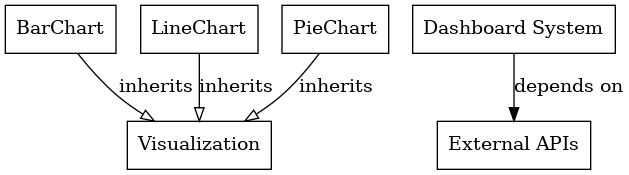 BarChart
LineChart
PieChart
Dashboard System
inherits
inherits
inherits
depends on
Visualization
External APIs